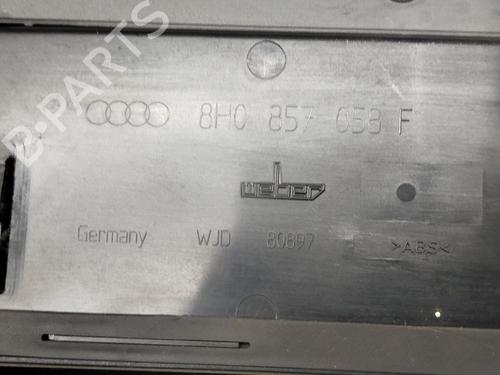 B-PARTS
8H0 857 058 F
weber
Germany WJD 80897 >ABS<